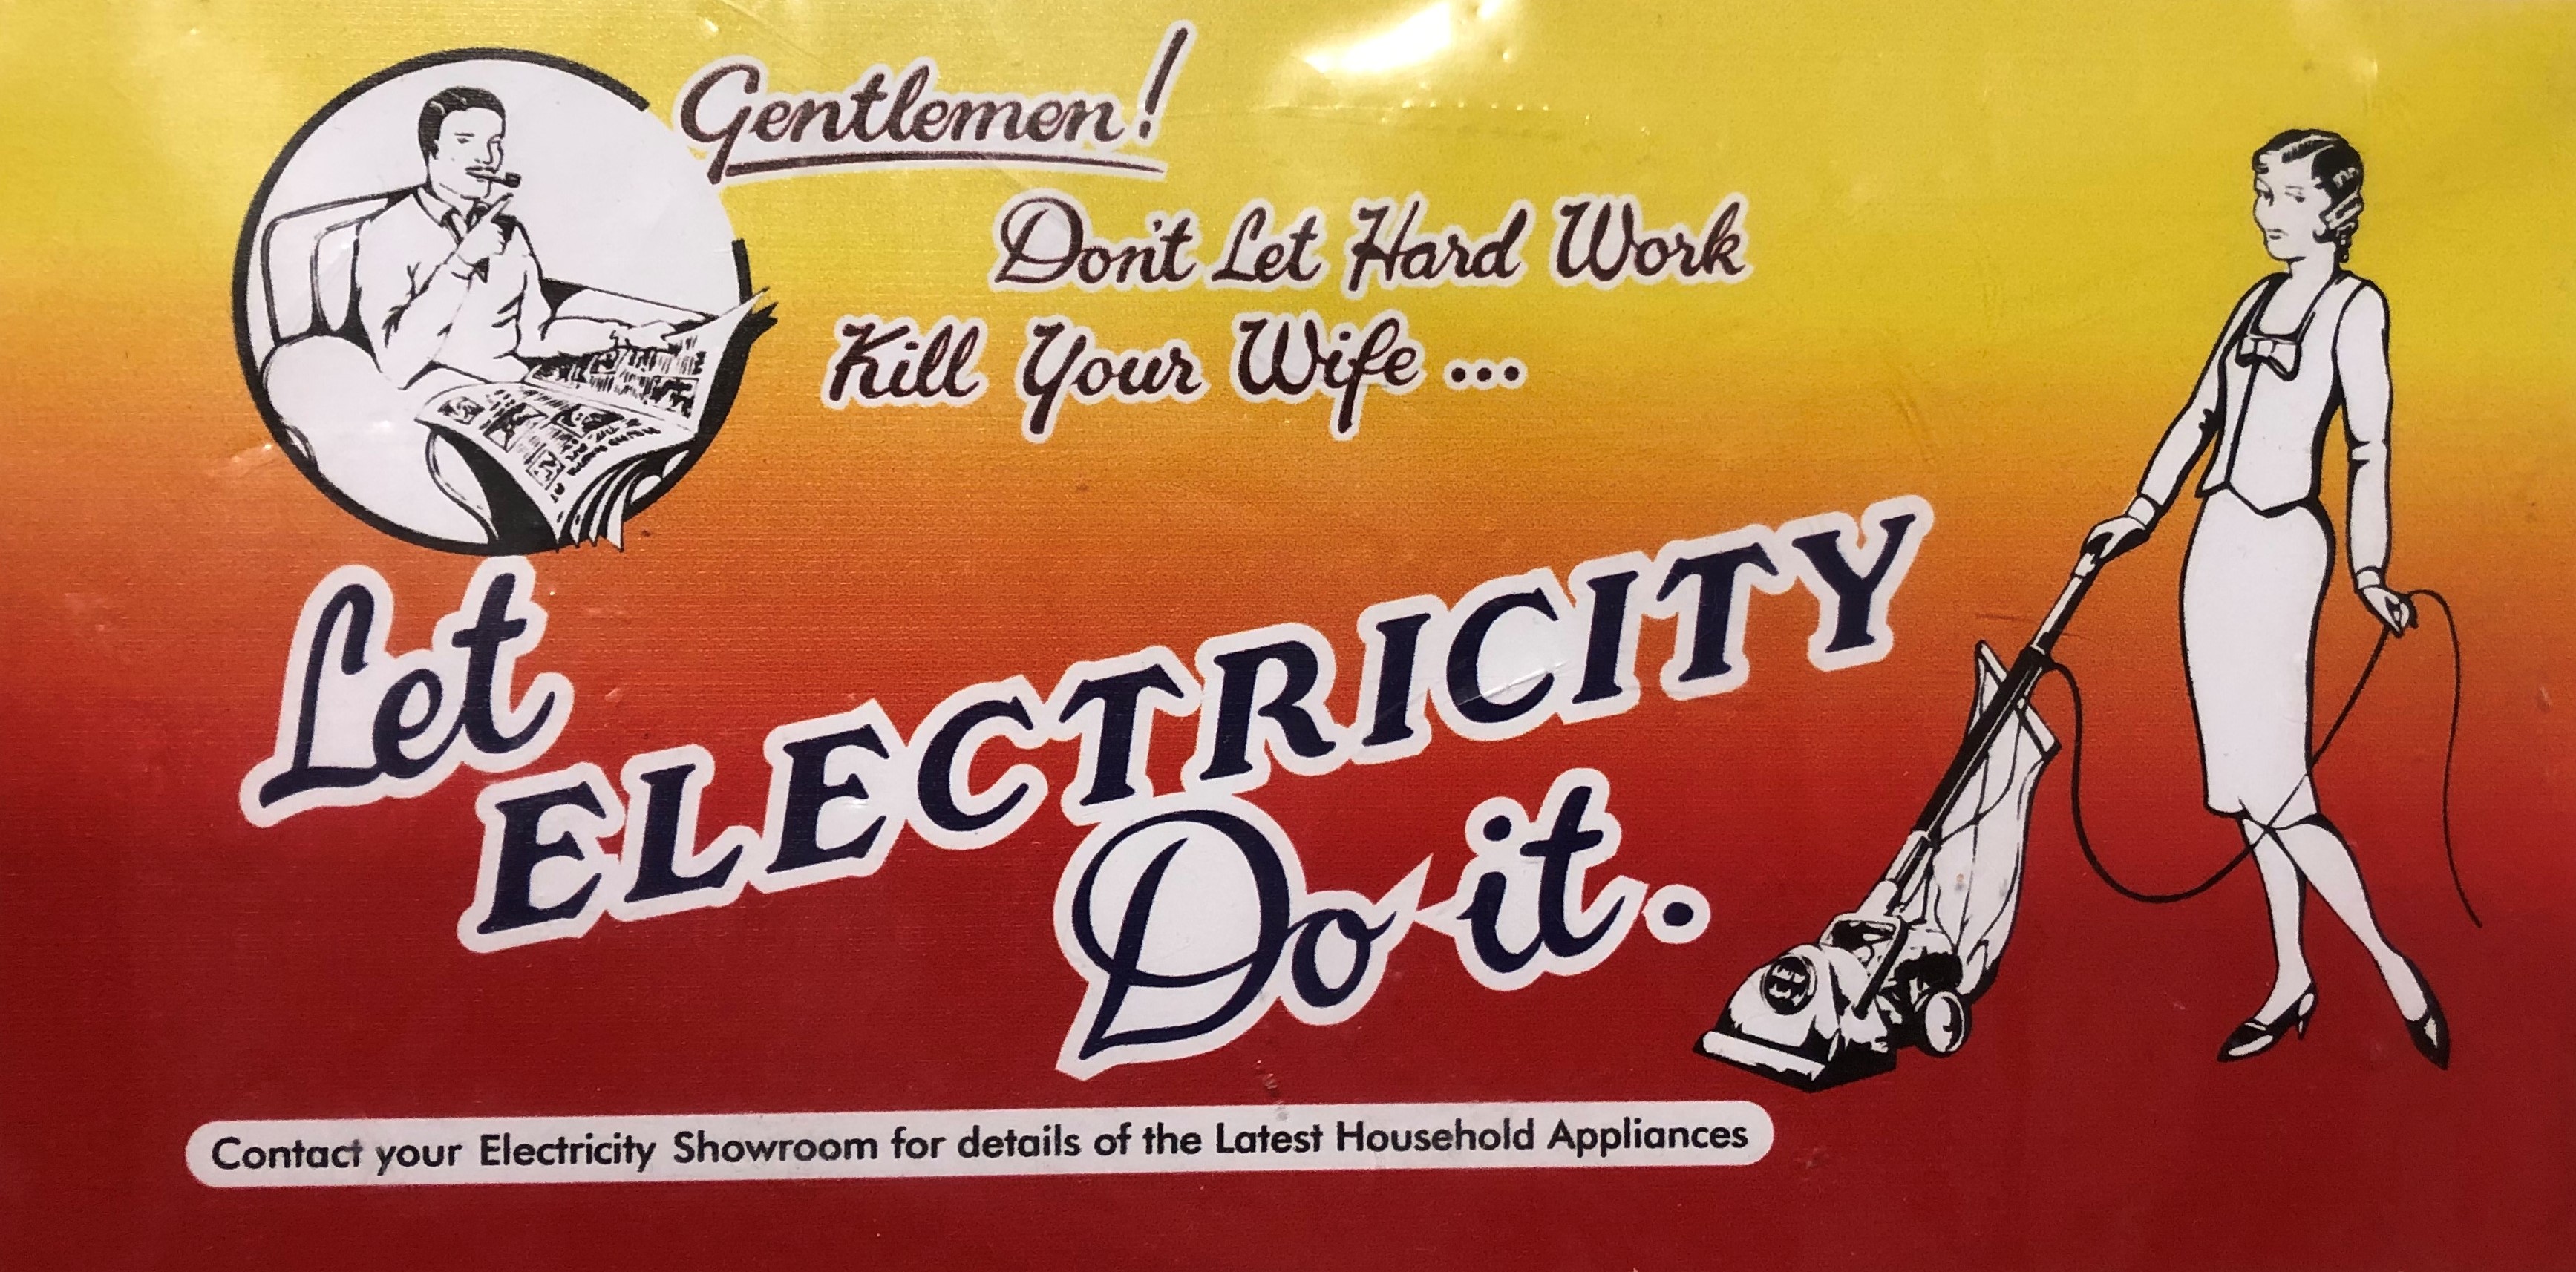 Gentlemen!
Don't Let Hard Work
Kill Your Wife ...
Let
ELECTRICITY
Do it.
Contact your Electricity Showroom for details of the Latest Household Appliances